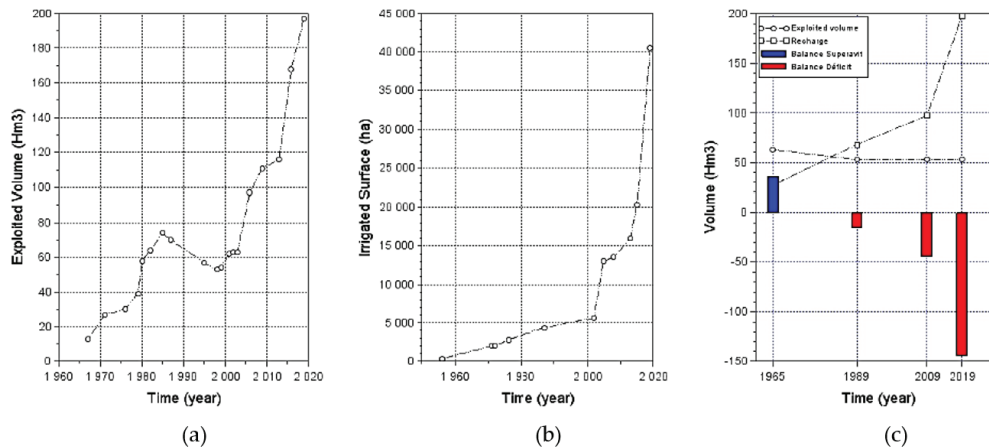 200
180
160
140
120
100
80
60
40
20
0
Exploited Volume (Hm3)
1 960 1 970 1 980 1 990 2 000 2 010 2 020
Time (year)
(a)
45 000
40 000
35 000
30 000
25 000
20 000
15 000
10 000
5 000
0
Irrigated Surface (ha)
1 960 1 930 2 000 2 020
Time (year)
(b)
Exploited volume
Recharge
Balance Superavit
Balance Déficit
200
150
100
50
0
-50
-100
-150
Volume (Hm3)
1965 1989 2009 2019
Time (year)
(c)